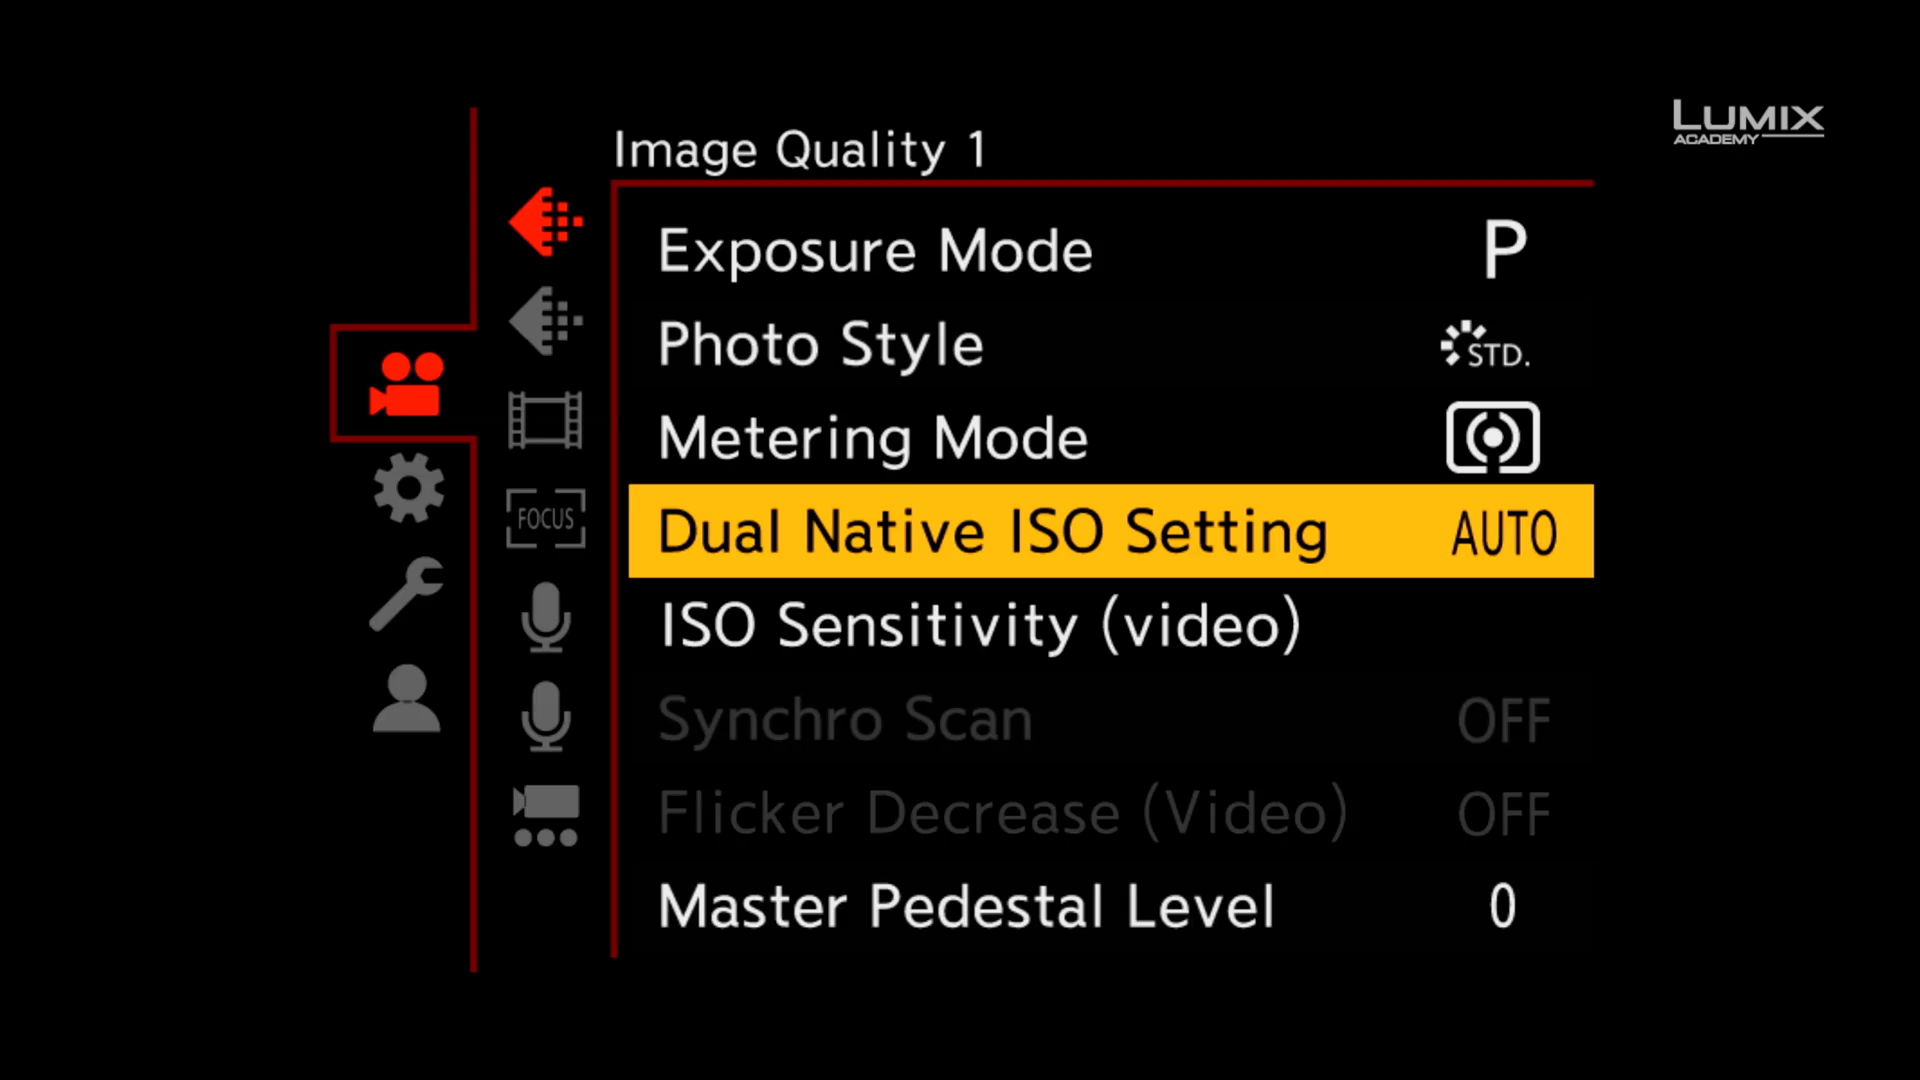 LUMIX
ACADEMY
Image Quality 1
Exposure Mode P
Photo Style STD.
Metering Mode
Dual Native ISO Setting AUTO
FOCUS
ISO Sensitivity (video)
Synchro Scan OFF
Flicker Decrease (Video) OFF
Master Pedestal Level 0